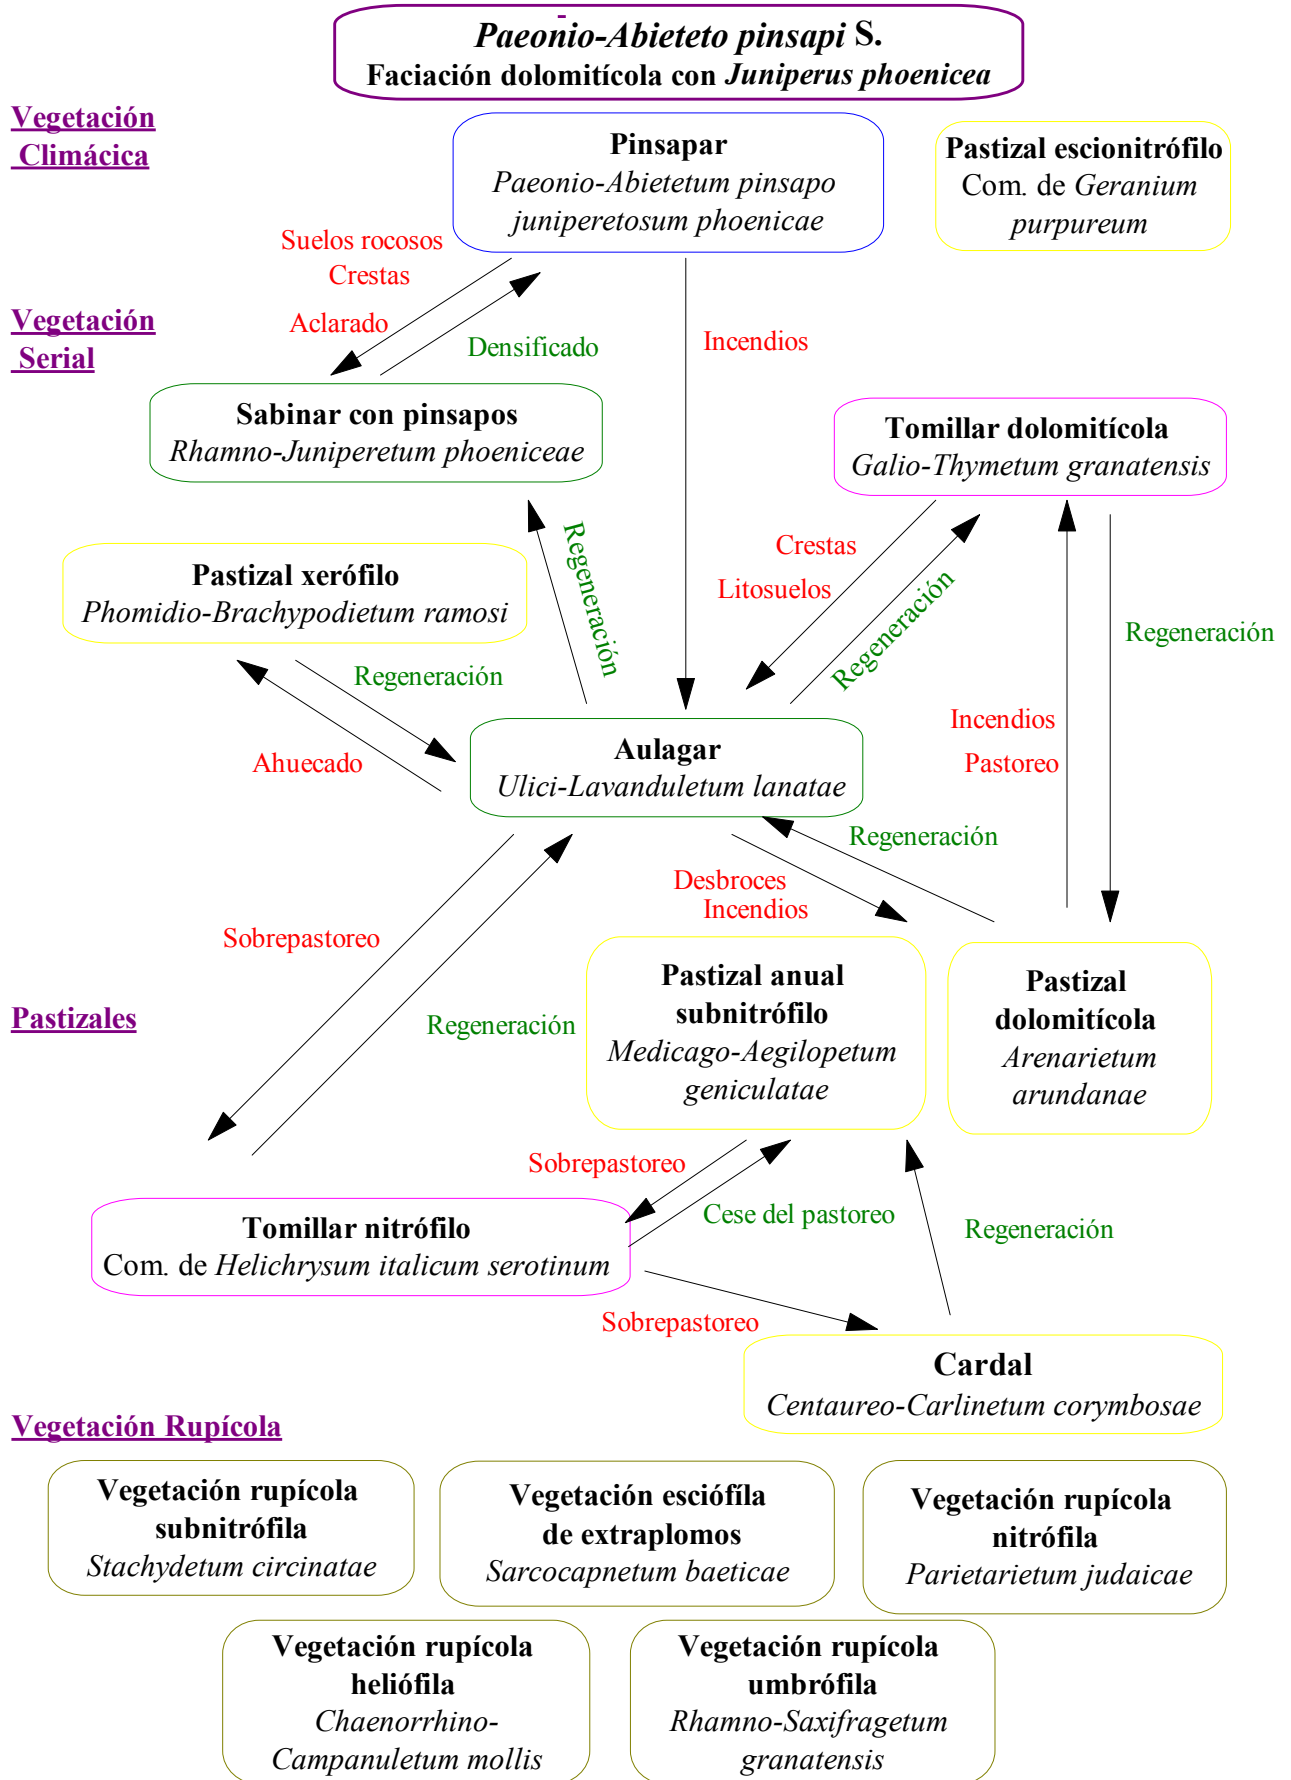 Paeonio-Abieteto pinsapi S.
Faciación dolomitícola con Juniperus phoenicea
Vegetación
Climácica
Pinsapar
Paeonio-Abietetum pinsapo
juniperetosum phoenicae
Pastizal escionitrófilo
Com. de Geranium
purpureum
Suelos rocosos
Crestas
Aclarado
Densificado
Incendios
Vegetación
Serial
Sabinar con pinsapos
Rhamno-Juniperetum phoeniceae
Tomillar dolomitícola
Galio-Thymetum granatensis
Regeneración
Crestas
Litosuelos
Regeneración
Regeneración
Pastizal xerófilo
Phomidio-Brachypodietum ramosi
Regeneración
Ahuecado
Incendios
Pastoreo
Aulagar
Ulici-Lavanduletum lanatae
Regeneración
Desbroces
Incendios
Sobrepastoreo
Regeneración
Pastizales
Pastizal anual
subnitrófilo
Medicago-Aegilopetum
geniculatae
Pastizal
dolomitícola
Arenarietum
arundanae
Sobrepastoreo
Cese del pastoreo
Regeneración
Tomillar nitrófilo
Com. de Helichrysum italicum serotinum
Sobrepastoreo
Cardal
Centaureo-Carlinetum corymbosae
Vegetación Rupícola
Vegetación rupícola
subnitrófila
Stachydetum circinatae
Vegetación esciófíla
de extraplomos
Sarcocapnetum baeticae
Vegetación rupícola
nitrófila
Parietarietum judaicae
Vegetación rupícola
heliófila
Chaenorrhino-
Campanuletum mollis
Vegetación rupícola
umbrófila
Rhamno-Saxifragetum
granatensis